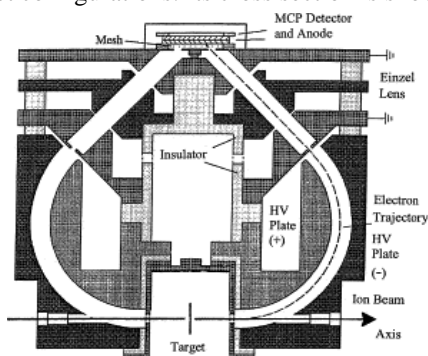 MCP Detector
and Anode
Mesh
Einzel
Lens
Insulator
HV
Plate
(+)
Electron
Trajectory
HV
Plate
(–)
Ion Beam
Axis
Target